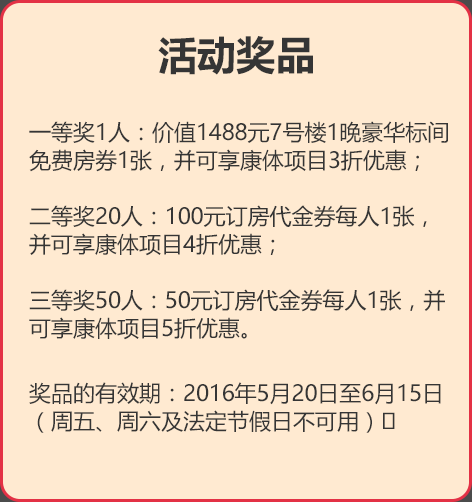 活动奖品
一等奖1人：价值1488元7号楼1晚豪华标间
免费房券1张，并可享康体项目3折优惠；
二等奖20人：100元订房代金券每人1张，
并可享康体项目4折优惠；
三等奖50人：50元订房代金券每人1张，并
可享康体项目5折优惠。
奖品的有效期：2016年5月20日至6月15日
（周五、周六及法定节假日不可用）